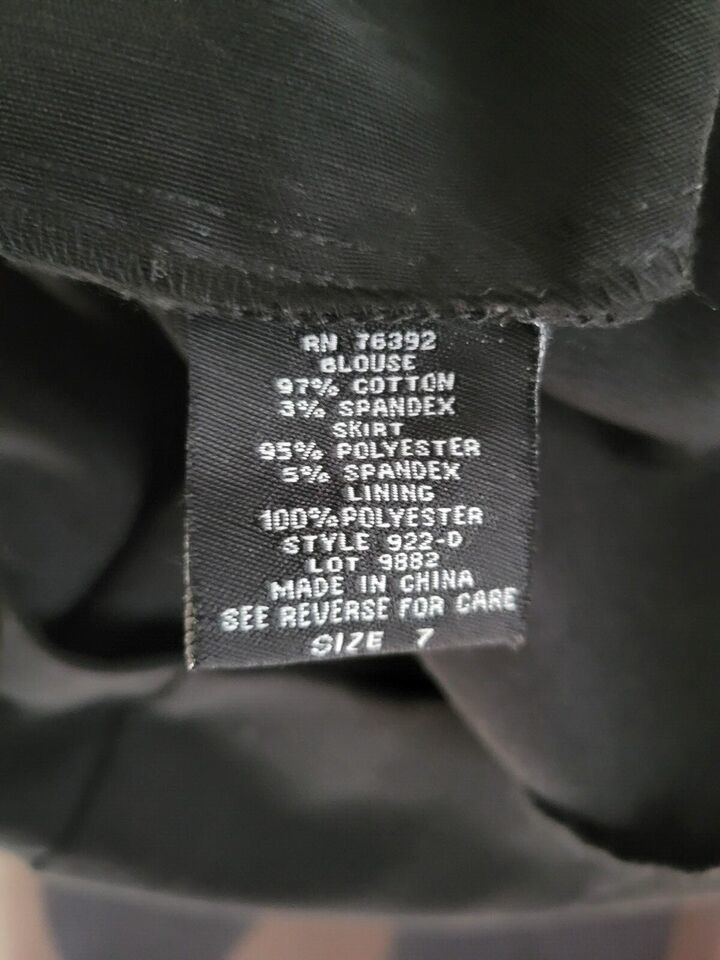 RN 76392
BLOUSE
97% COTTON
3% SPANDEX
SKIRT
95% POLYESTER
5% SPANDEX
LINING
100%POLYESTER
STYLE 922-D
LOT 9882
MADE IN CHINA
SEE REVERSE FOR CARE
SIZE 7